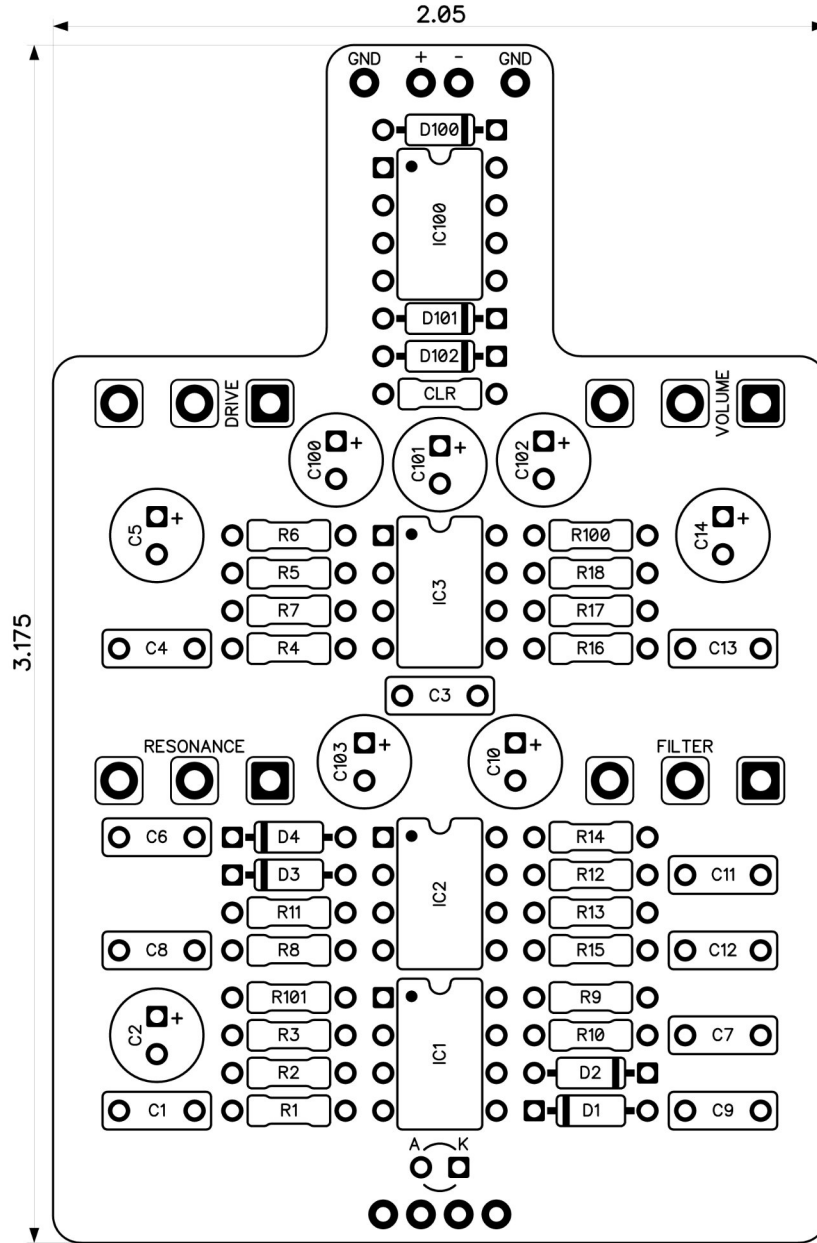 2.05
GND + - GND
D100
IC100
D101
D102
CLR
DRIVE
VOLUME
C100 +
C101 +
C102 +
C5 +
C14 +
R6
R100
R5
R18
IC3
R7
R17
C4
R4
R16
C13
3.175
C3
RESONANCE
C103 +
C10 +
FILTER
C6
D4
R14
D3
R12
C11
IC2
R11
R13
C8
R8
R15
C12
R101
R9
C2 +
R3
IC1
R10
C7
R2
D2
C1
R1
D1
C9
A K